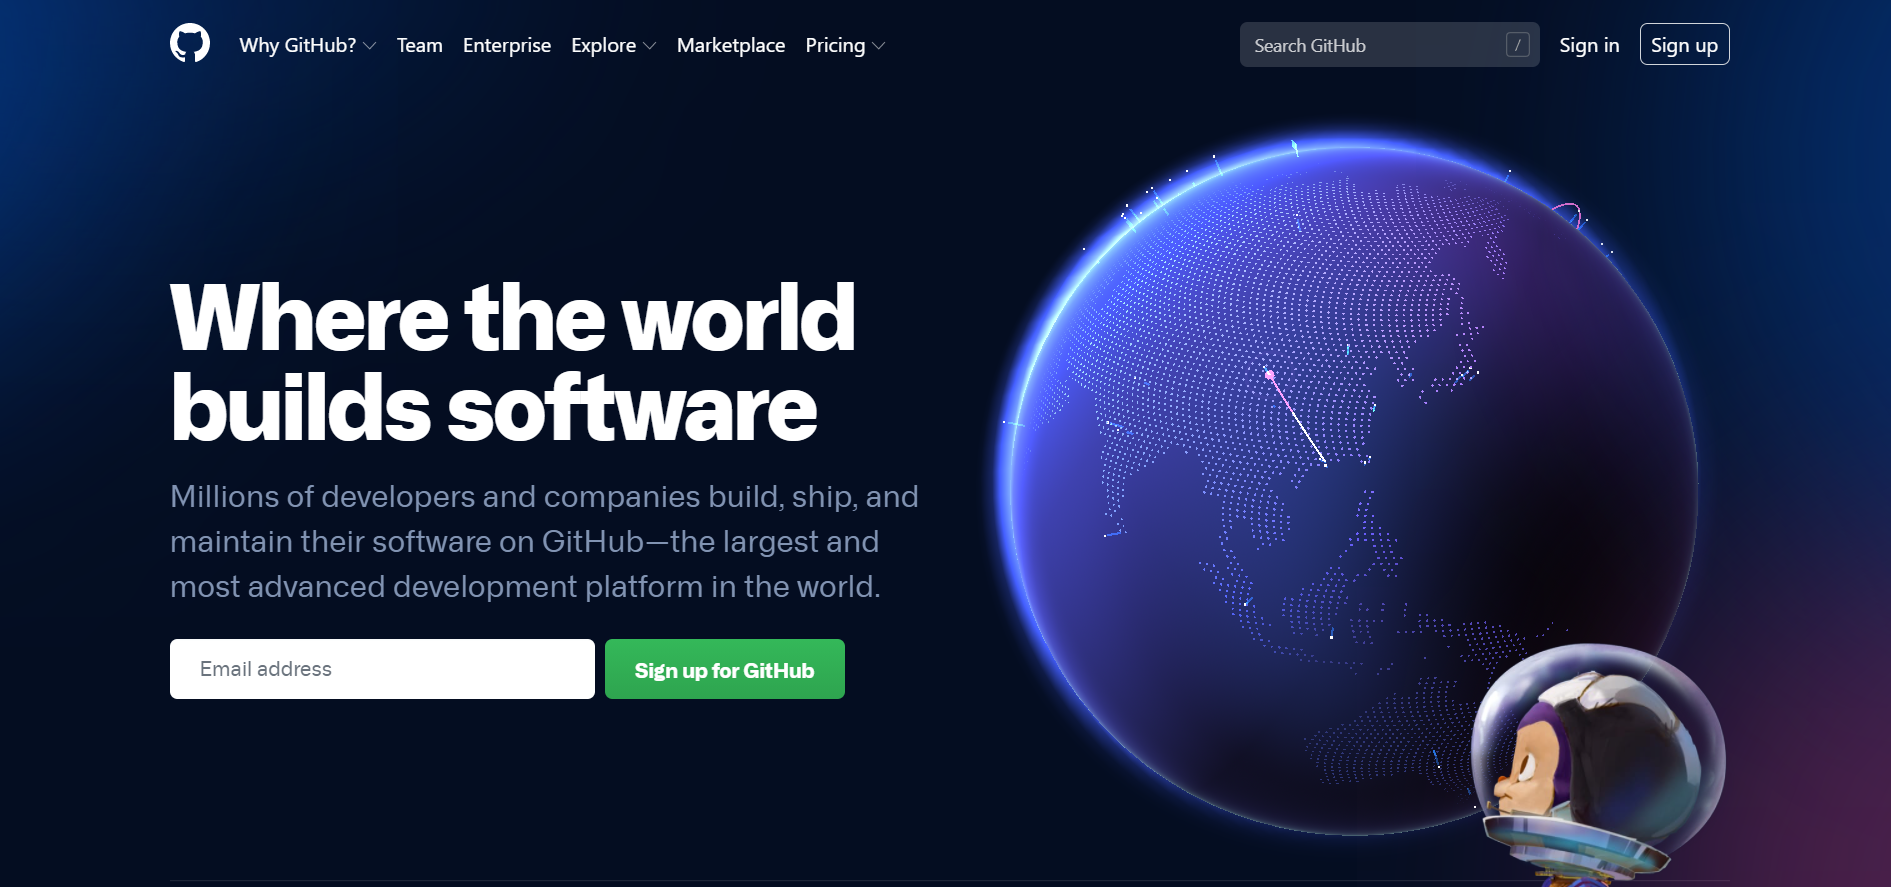 Why GitHub? Team Enterprise Explore Marketplace Pricing Search GitHub / Sign in Sign up
Where the world
builds software
Millions of developers and companies build, ship, and
maintain their software on GitHub—the largest and
most advanced development platform in the world.
Email address Sign up for GitHub